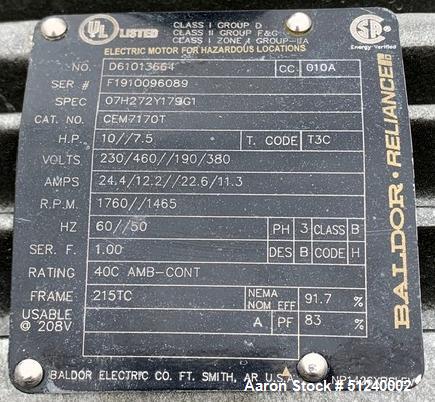 UL LISTED
CLASS I GROUP D
CLASS II GROUP F&G
CLASS I ZONE I GROUP-IIA
SP
Energy Verified
ELECTRIC MOTOR FOR HAZARDOUS LOCATIONS
NO. D61013664 CC 010A
SER # F1910096089
SPEC 07H272Y179G1
CAT. NO. CEM7170T
H.P. 10//7.5 T. CODE T3C
VOLTS 230/460//190/380
AMPS 24.4/12.2//22.6/11.3
R.P.M. 1760//1465
HZ 60//50 PH 3 CLASS B
SER. F. 1.00 DES B CODE H
RATING 40C AMB-CONT
FRAME 215TC NEMA NOM EFF 91.7 %
USABLE @ 208V A PF 83 %
BALDOR · RELIANCE
BALDOR ELECTRIC CO. FT. SMITH, AR U.S.A.
Aaron Stock# 51240002